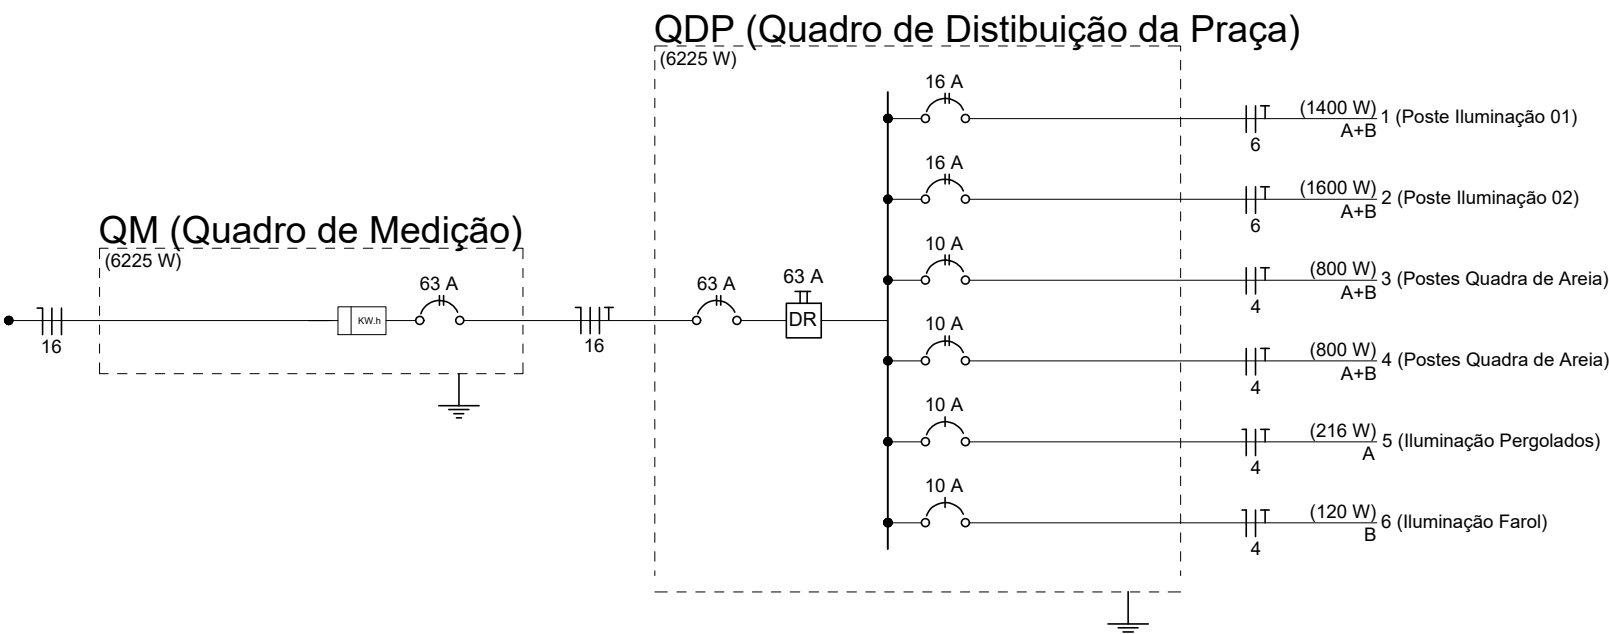 QDP (Quadro de Distibuição da Praça)
(6225 W)
16 A
(1400 W)
1 (Poste Iluminação 01)
A+B
6
16 A
(1600 W)
2 (Poste Iluminação 02)
A+B
6
QM (Quadro de Medição)
(6225 W)
10 A
(800 W)
3 (Postes Quadra de Areia)
A+B
4
63 A
63 A
63 A
KW.h
DR
16
16
10 A
(800 W)
4 (Postes Quadra de Areia)
A+B
4
10 A
(216 W)
5 (Iluminação Pergolados)
A
4
10 A
(120 W)
6 (Iluminação Farol)
B
4